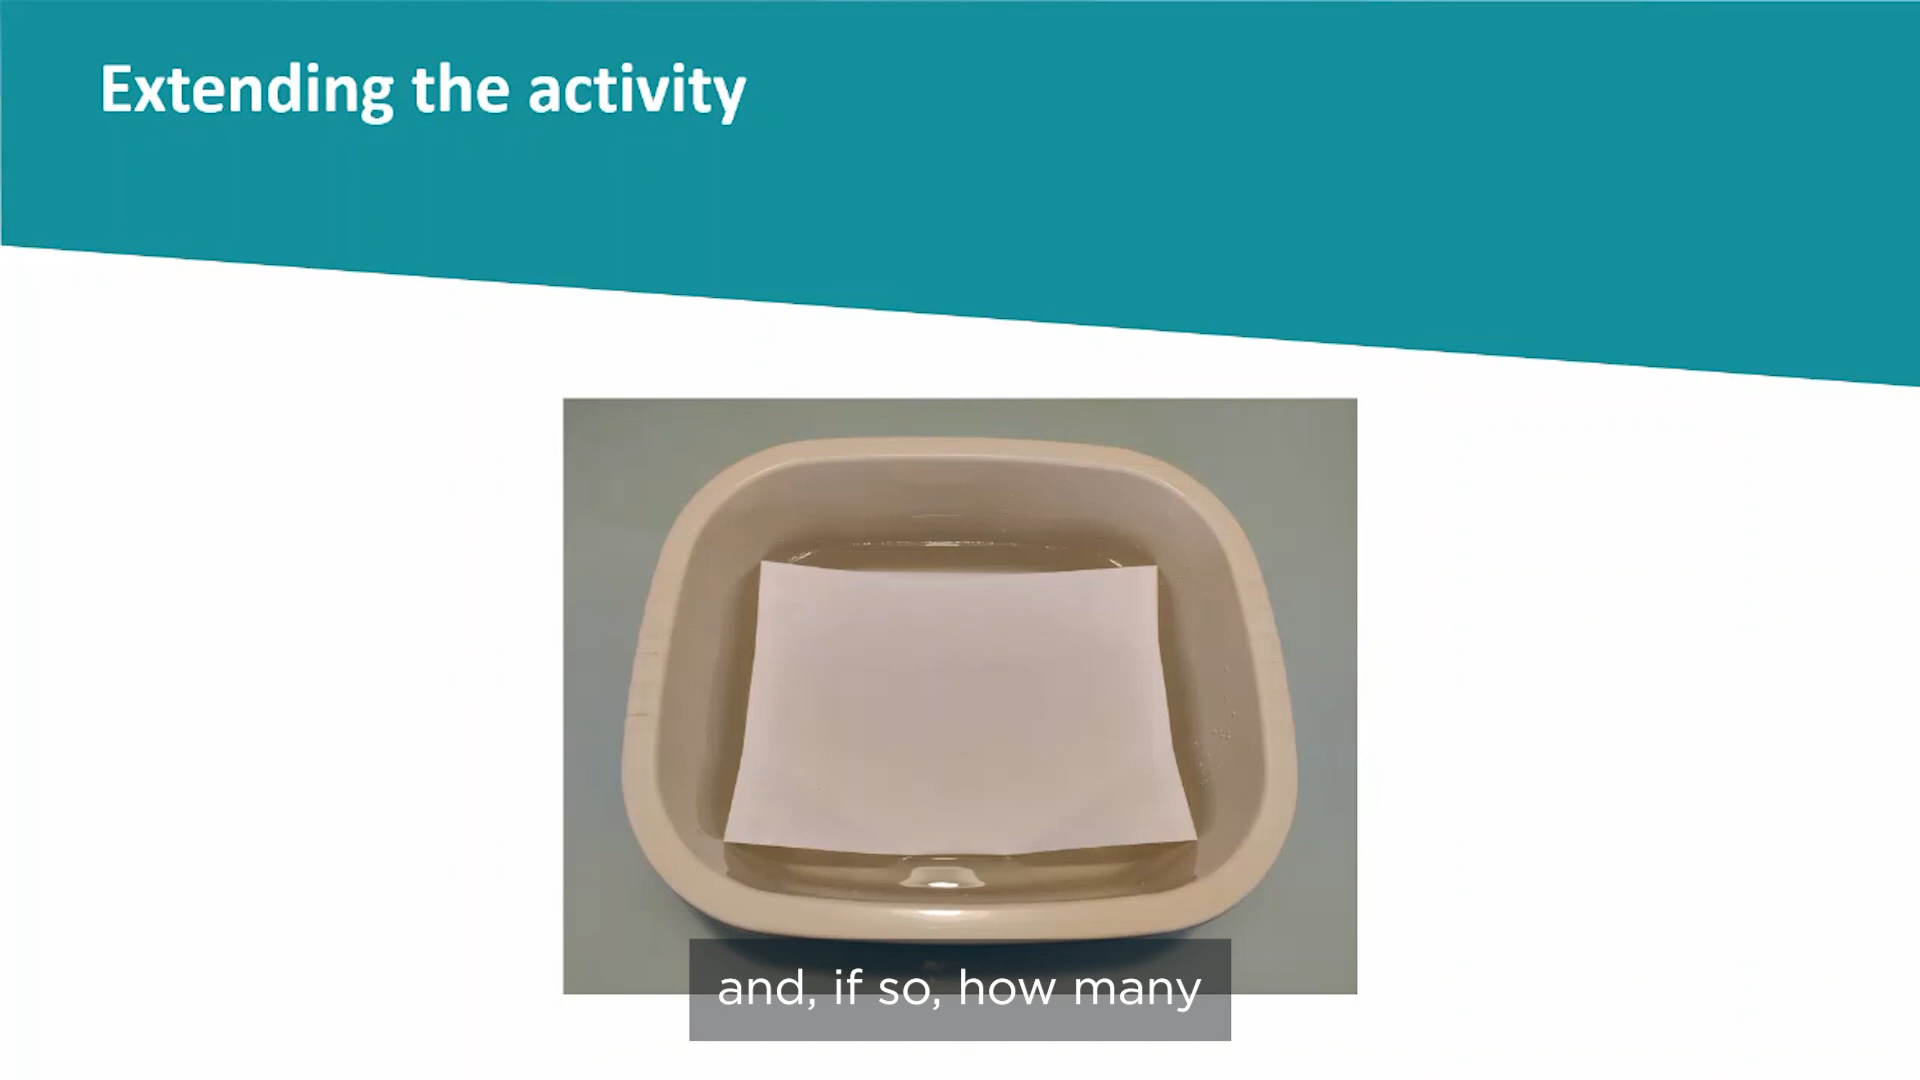 Extending the activity
and, if so, how many